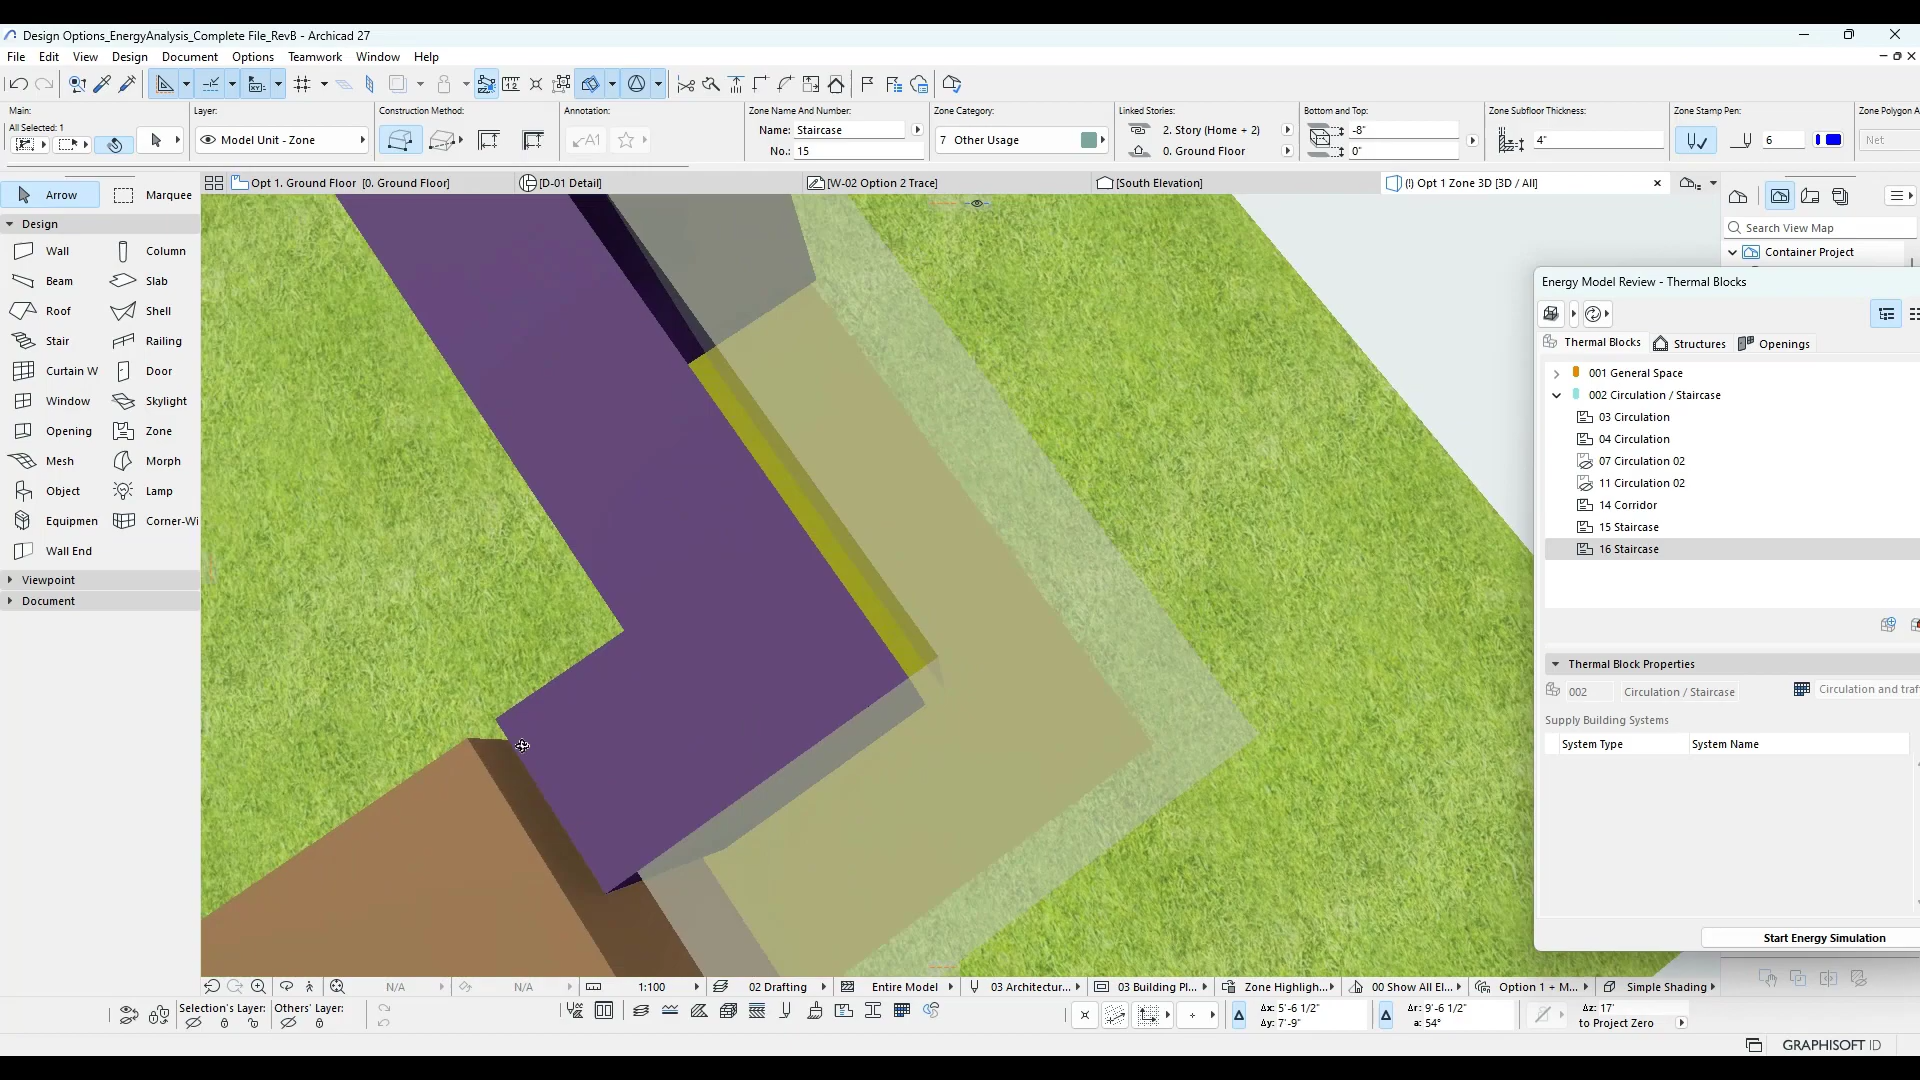 Design Options_EnergyAnalysis_Complete File_RevB - Archicad 27
File Edit View Design Document Options Teamwork Window Help
Main:
All Selected: 1
Layer:
Model Unit - Zone
Construction Method:
Annotation:
A1
Zone Name And Number:
Name: Staircase
No.: 15
Zone Category:
7 Other Usage
Linked Stories:
2. Story (Home + 2)
0. Ground Floor
Bottom and Top:
-8"
0"
Zone Subfloor Thickness:
4"
Zone Stamp Pen:
6
Zone Polygon A
Net
Arrow
Marquee
Opt 1. Ground Floor [0. Ground Floor]
[D-01 Detail]
[W-02 Option 2 Trace]
[South Elevation]
(!) Opt 1 Zone 3D [3D / All]
Design
Wall
Column
Beam
Slab
Roof
Shell
Stair
Railing
Curtain W
Door
Window
Skylight
Opening
Zone
Mesh
Morph
Object
Lamp
Equipmen
Corner-Wi
Wall End
Viewpoint
Document
Search View Map
Container Project
Energy Model Review - Thermal Blocks
Thermal Blocks
Structures
Openings
001 General Space
002 Circulation / Staircase
03 Circulation
04 Circulation
07 Circulation 02
11 Circulation 02
14 Corridor
15 Staircase
16 Staircase
Thermal Block Properties
002
Circulation / Staircase
Circulation and traf
Supply Building Systems
System Type
System Name
Start Energy Simulation
N/A
N/A
1:100
02 Drafting
Entire Model
03 Architectur...
03 Building Pl...
Zone Highligh...
00 Show All El...
Option 1 + M...
Simple Shading
Selection's Layer:
Others' Layer:
Δx: 5'-6 1/2"
Δy: 7'-9"
Δr: 9'-6 1/2"
a: 54°
Δz: 17'
to Project Zero
GRAPHISOFT ID